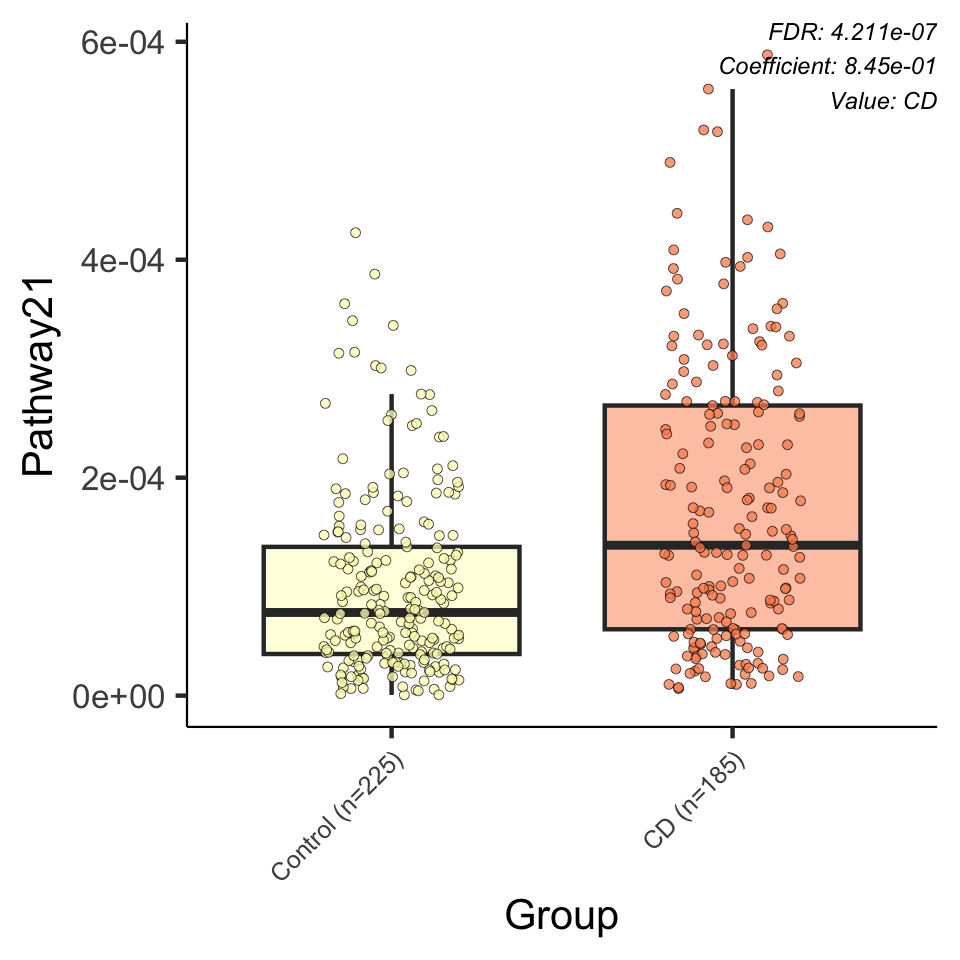 FDR: 4.211e-07
Coefficient: 8.45e-01
Value: CD
6e-04
4e-04
2e-04
0e+00
Pathway21
Control (n=225)
CD (n=185)
Group